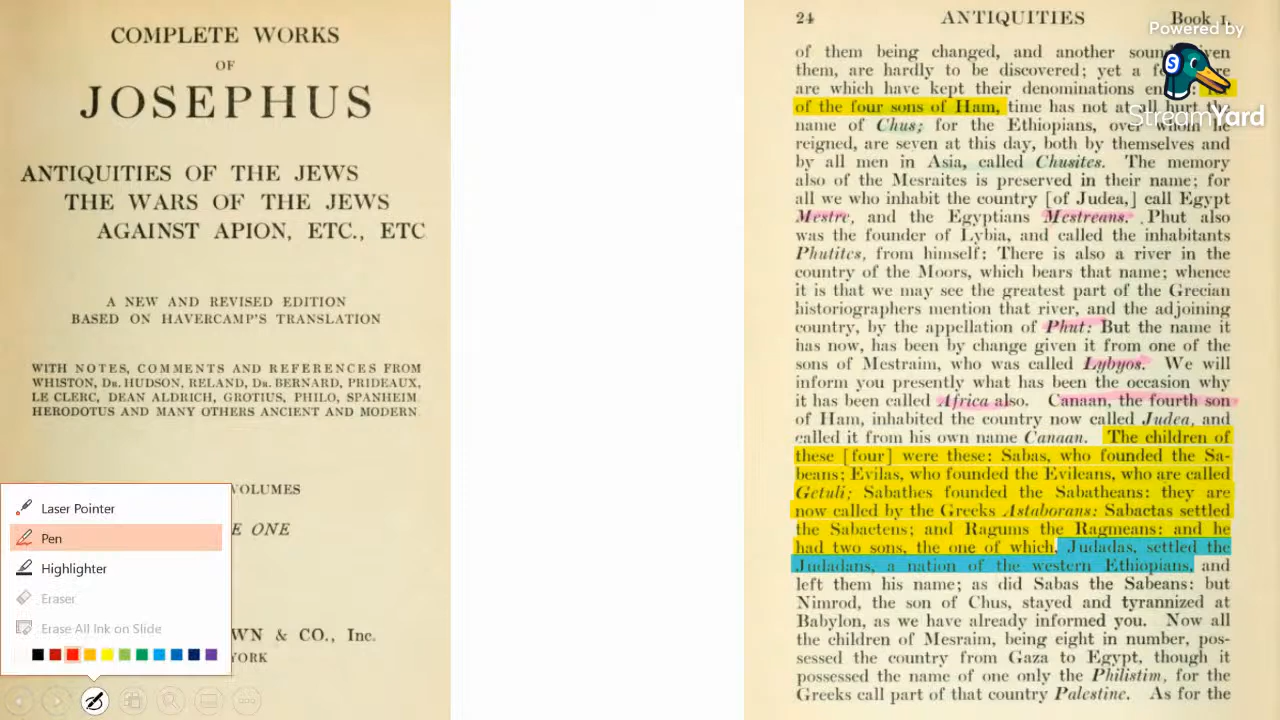 COMPLETE WORKS
OF
JOSEPHUS
ANTIQUITIES OF THE JEWS
THE WARS OF THE JEWS
AGAINST APION, ETC., ETC
A NEW AND REVISED EDITION
BASED ON HAVERCAMP'S TRANSLATION
WITH NOTES, COMMENTS AND REFERENCES FROM
WHISTON, DR. HUDSON, RELAND, DR. BERNARD, PRIDEAUX,
LE CLERC, DEAN ALDRICH, GROTIUS, PHILO, SPANHEIM
HERODOTUS AND MANY OTHERS ANCIENT AND MODERN
VOLUMES
E ONE
WN & CO., Inc.
YORK
Laser Pointer
Pen
Highlighter
Eraser
Erase All Ink on Slide
24 ANTIQUITIES Book 1.
of them being changed, and another sound given
them, are hardly to be discovered; yet a few
are which have kept their denominations
of the four sons of Ham, time has not at all hurt the
name of Chus; for the Ethiopians, over whom he
reigned, are seven at this day, both by themselves and
by all men in Asia, called Chusites. The memory
also of the Mesraites is preserved in their name; for
all we who inhabit the country [of Judea,] call Egypt
Mestre, and the Egyptians Mestreans. Phut also
was the founder of Lybia, and called the inhabitants
Phutites, from himself: There is also a river in the
country of the Moors, which bears that name; whence
it is that we may see the greatest part of the Grecian
historiographers mention that river, and the adjoining
country, by the appellation of Phut: But the name it
has now, has been by change given it from one of the
sons of Mestraim, who was called Lybyos. We will
inform you presently what has been the occasion why
it has been called Africa also. Canaan, the fourth son
of Ham, inhabited the country now called Judea, and
called it from his own name Canaan. The children of
these [four] were these: Sabas, who founded the Sa-
beans; Evilas, who founded the Evileans, who are called
Getuli; Sabathes founded the Sabatheans: they are
now called by the Greeks Astaborans: Sabactas settled
the Sabactens; and Ragums the Ragmeans: and he
had two sons, the one of which, Judadas, settled the
Judadans, a nation of the western Ethiopians, and
left them his name; as did Sabas the Sabeans: but
Nimrod, the son of Chus, stayed and tyrannized at
Babylon, as we have already informed you. Now all
the children of Mesraim, being eight in number, pos-
sessed the country from Gaza to Egypt, though it
possessed the name of one only the Philistim, for the
Greeks call part of that country Palestine. As for the
Powered by
StreamYard